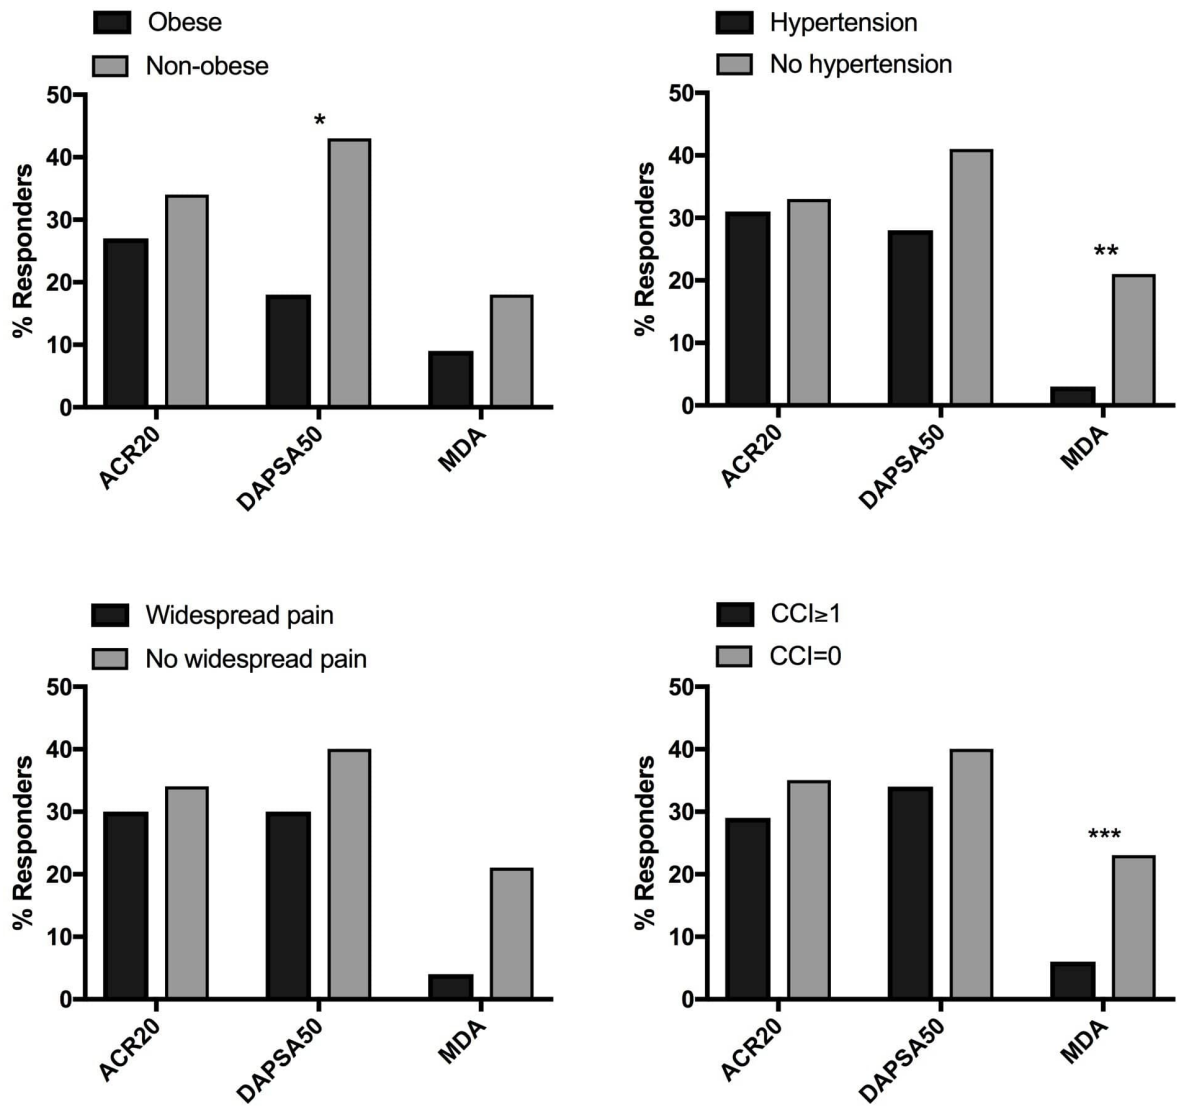 Obese
Non-obese
% Responders
50
*
40
30
20
10
0
ACR20
DAPSA50
MDA
Hypertension
No hypertension
% Responders
50
40
30
**
20
10
0
ACR20
DAPSA50
MDA
Widespread pain
No widespread pain
% Responders
50
40
30
20
10
0
ACR20
DAPSA50
MDA
CCI≥1
CCI=0
% Responders
50
40
30
***
20
10
0
ACR20
DAPSA50
MDA